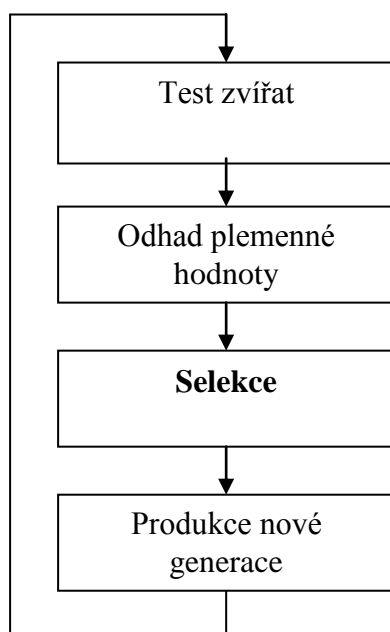 Test zvířat
Odhad plemenné
hodnoty
Selekce
Produkce nové
generace